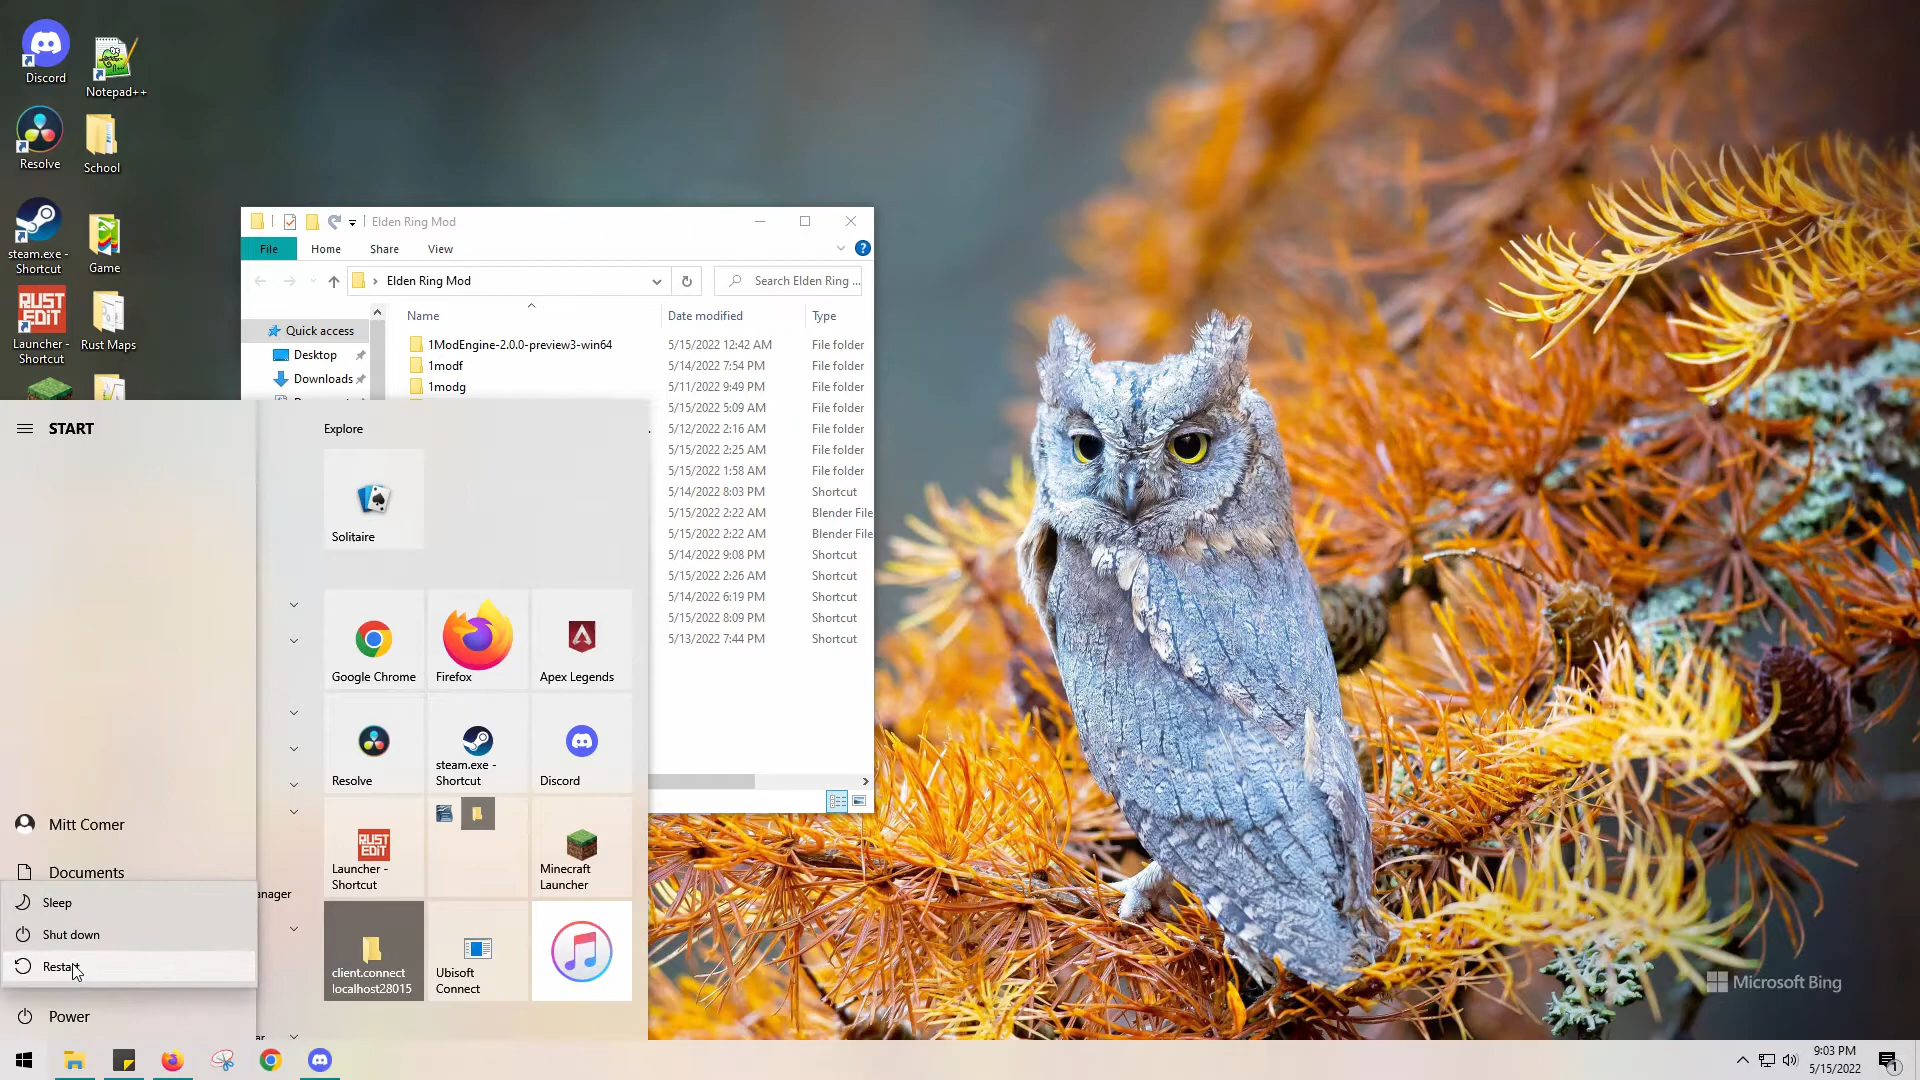 Discord
Notepad++
Resolve
School
steam.exe -
Shortcut
Game
RUST
EDIT
Launcher -
Shortcut
Rust Maps
Elden Ring Mod
File
Home
Share
View
Elden Ring Mod
Search Elden Ring ...
Name
Date modified
Type
Quick access
Desktop
Downloads
1ModEngine-2.0.0-preview3-win64
5/15/2022 12:42 AM
File folder
1modf
5/14/2022 7:54 PM
File folder
1modg
5/11/2022 9:49 PM
File folder
5/15/2022 5:09 AM
File folder
5/12/2022 2:16 AM
File folder
5/15/2022 2:25 AM
File folder
5/15/2022 1:58 AM
File folder
5/14/2022 8:03 PM
Shortcut
5/15/2022 2:22 AM
Blender File
5/15/2022 2:22 AM
Blender File
5/14/2022 9:08 PM
Shortcut
5/15/2022 2:26 AM
Shortcut
5/14/2022 6:19 PM
Shortcut
5/15/2022 8:09 PM
Shortcut
5/13/2022 7:44 PM
Shortcut
START
Mitt Comer
Documents
Sleep
Shut down
Restart
Power
anager
ar
Explore
Solitaire
Google Chrome
Firefox
Apex Legends
Resolve
steam.exe -
Shortcut
Discord
RUST
EDIT
Launcher -
Shortcut
Minecraft
Launcher
client.connect
localhost28015
Ubisoft
Connect
Microsoft Bing
9:03 PM
5/15/2022
1